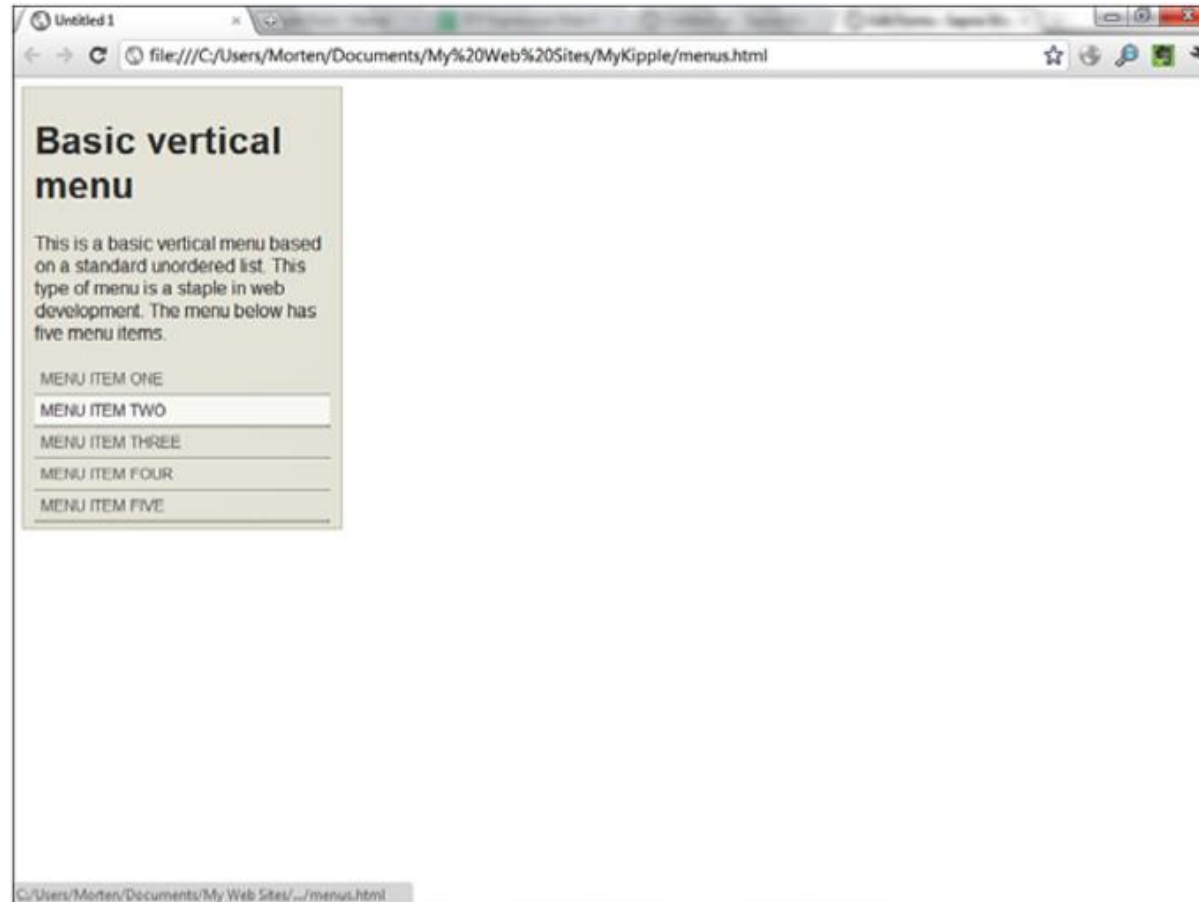 Untitled 1
file:///C:/Users/Morten/Documents/My%20Web%20Sites/MyKipple/menus.html
Basic vertical
menu
This is a basic vertical menu based
on a standard unordered list. This
type of menu is a staple in web
development. The menu below has
five menu items.
MENU ITEM ONE
MENU ITEM TWO
MENU ITEM THREE
MENU ITEM FOUR
MENU ITEM FIVE
C:/Users/Morten/Documents/My Web Sites/.../menus.html